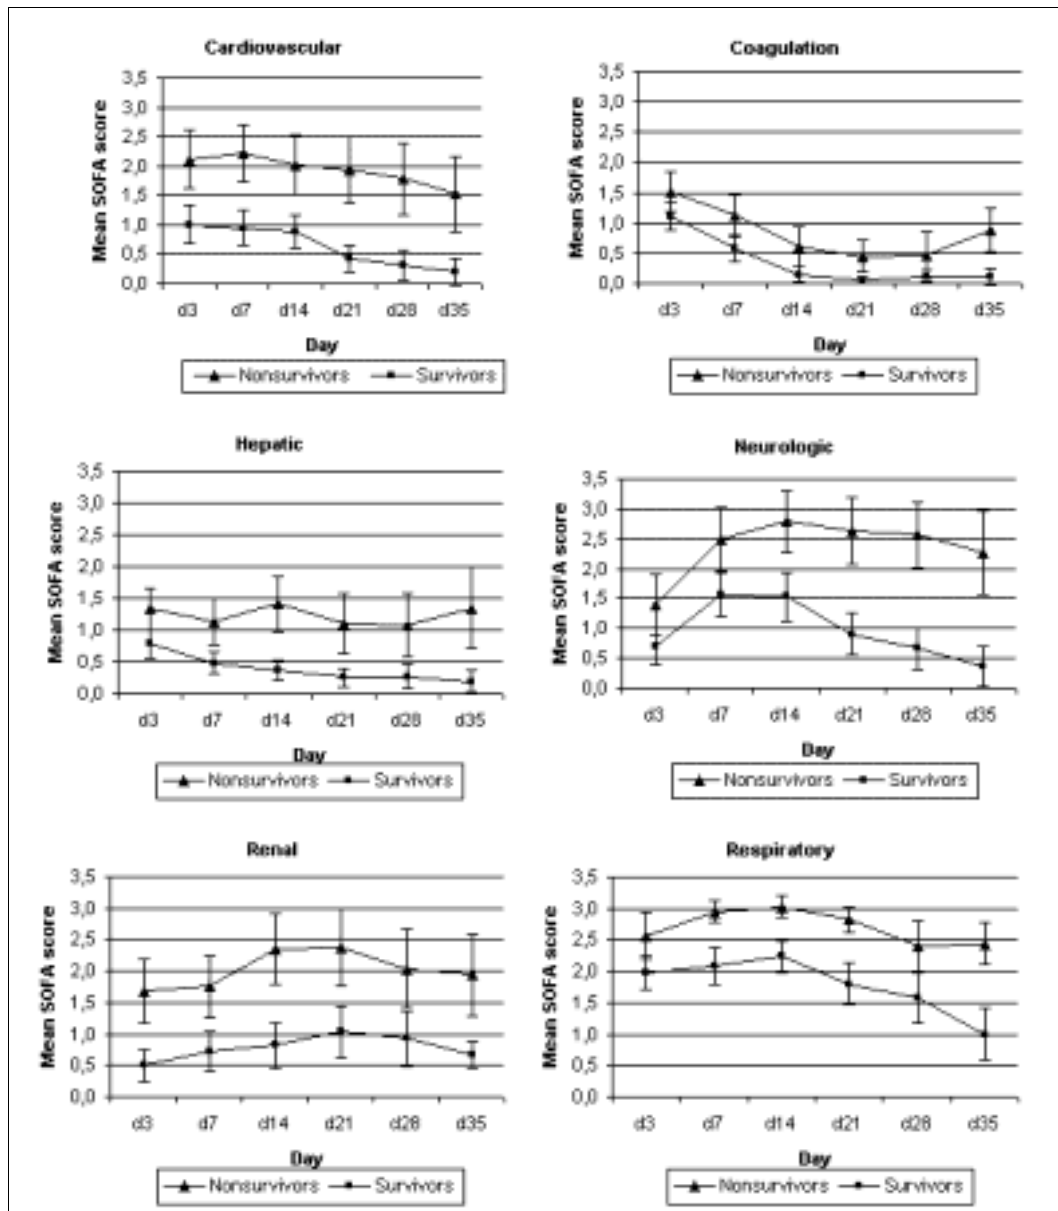 Cardiovascular
Mean SOFA score
3,5
3,0
2,5
2,0
1,5
1,0
0,5
0,0
d3 d7 d14 d21 d28 d35
Day
Nonsurvivors Survivors
Coagulation
Mean SOFA score
3,5
3,0
2,5
2,0
1,5
1,0
0,5
0,0
d3 d7 d14 d21 d28 d35
Day
Nonsurvivors Survivors
Hepatic
Mean SOFA score
3,5
3,0
2,5
2,0
1,5
1,0
0,5
0,0
d3 d7 d14 d21 d28 d35
Day
Nonsurvivors Survivors
Neurologic
Mean SOFA score
3,5
3,0
2,5
2,0
1,5
1,0
0,5
0,0
d3 d7 d14 d21 d28 d35
Day
Nonsurvivors Survivors
Renal
Mean SOFA score
3,5
3,0
2,5
2,0
1,5
1,0
0,5
0,0
d3 d7 d14 d21 d28 d35
Day
Nonsurvivors Survivors
Respiratory
Mean SOFA score
3,5
3,0
2,5
2,0
1,5
1,0
0,5
0,0
d3 d7 d14 d21 d28 d35
Day
Nonsurvivors Survivors